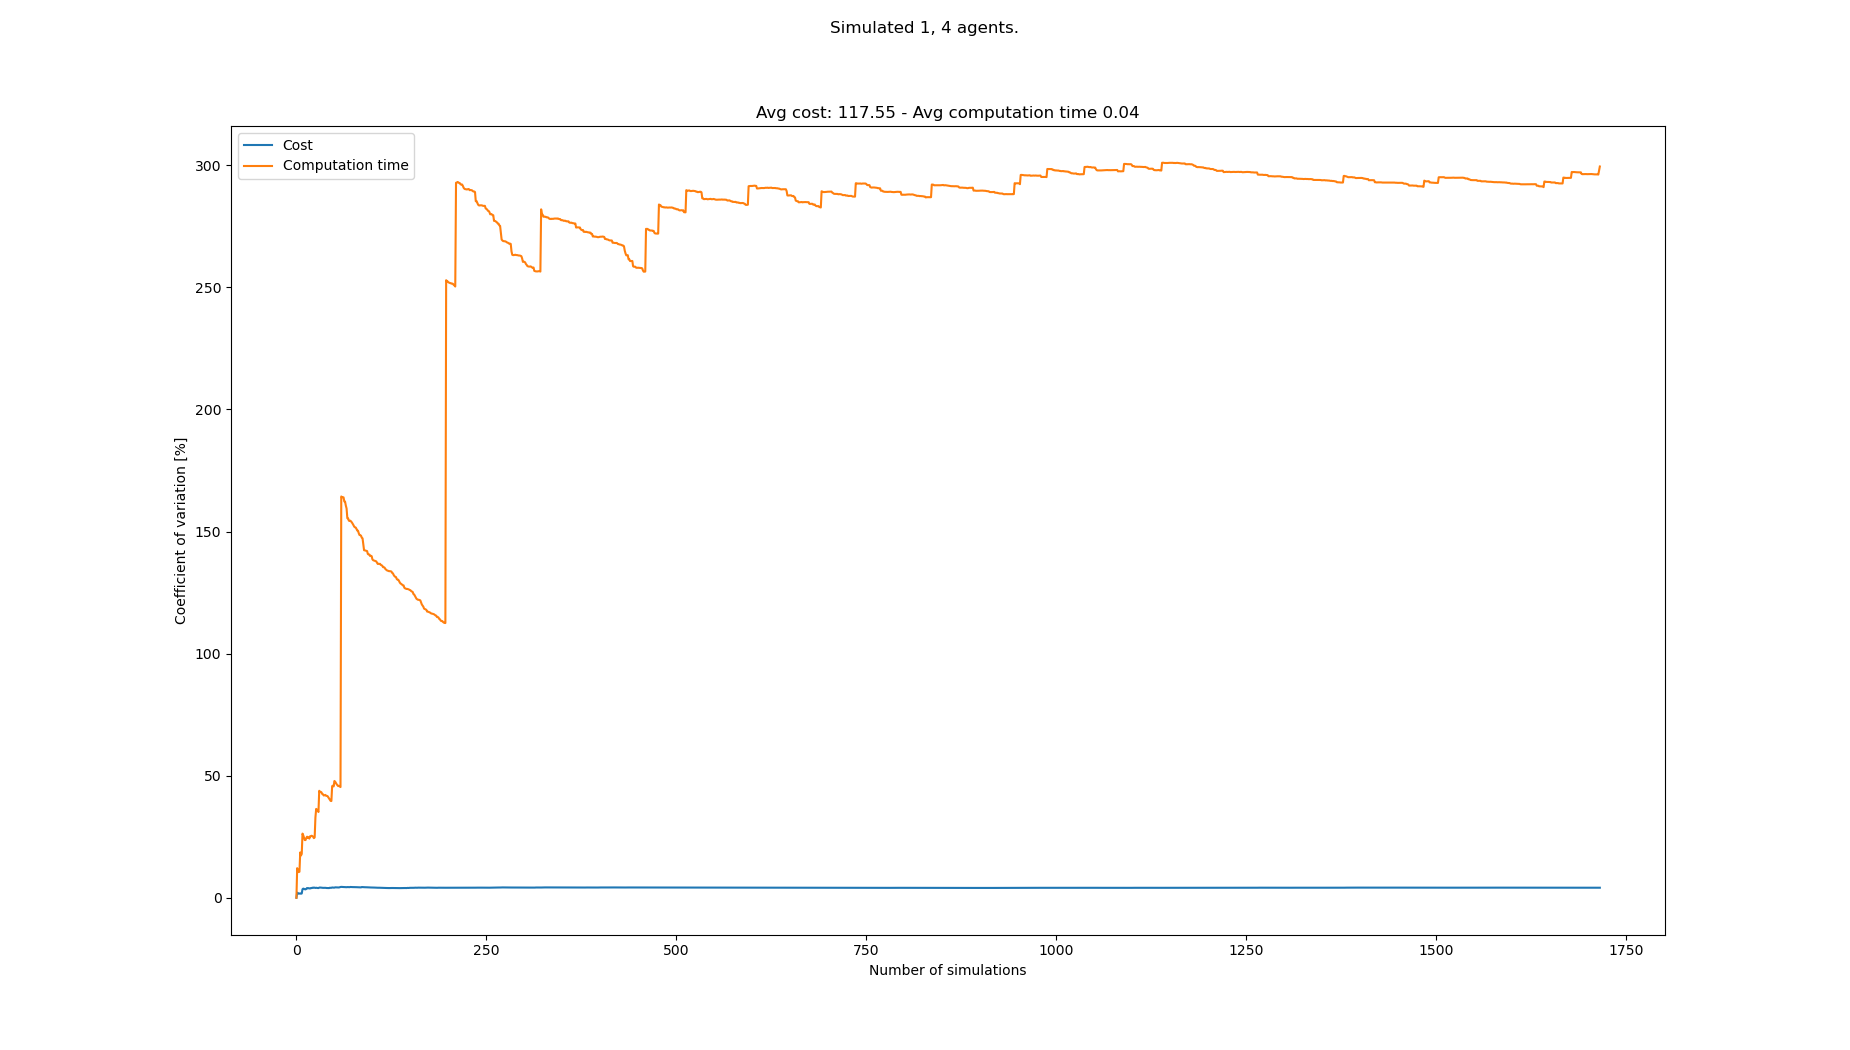 Simulated 1, 4 agents.
Avg cost: 117.55 - Avg computation time 0.04
Cost
Computation time
300
250
200
150
100
50
0
Coefficient of variation [%]
0 250 500 750 1000 1250 1500 1750
Number of simulations